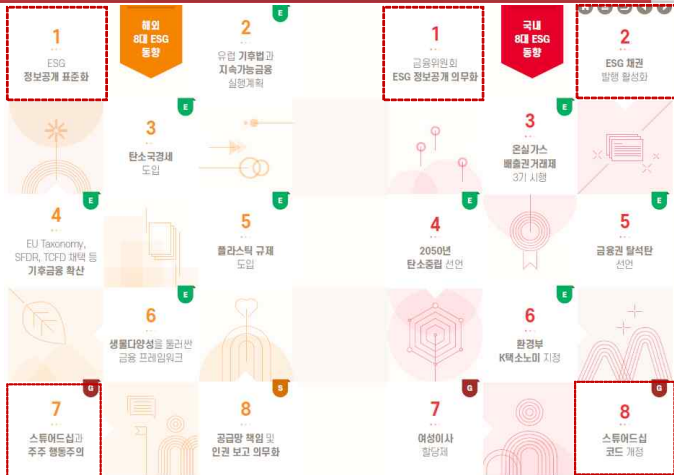 1
ESG
정보공개 표준화
해외
8대 ESG
동향
E
2
유럽 기후법과
지속가능금융
실행계획
E
3
탄소국경세
도입
E
4
EU Taxonomy,
SFDR, TCFD 채택 등
기후금융 확산
E
5
플라스틱 규제
도입
E
6
생물다양성을 둘러싼
금융 프레임워크
G
7
스튜어드십과
주주 행동주의
S
8
공급망 책임 및
인권 보고 의무화
1
금융위원회
ESG 정보공개 의무화
국내
8대 ESG
동향
2
ESG 채권
발행 활성화
E
3
온실가스
배출권거래제
3기 시행
E
4
2050년
탄소중립 선언
E
5
금융권 탈석탄
선언
E
6
환경부
K택소노미 지정
G
7
여성이사
할당제
G
8
스튜어드십
코드 개정